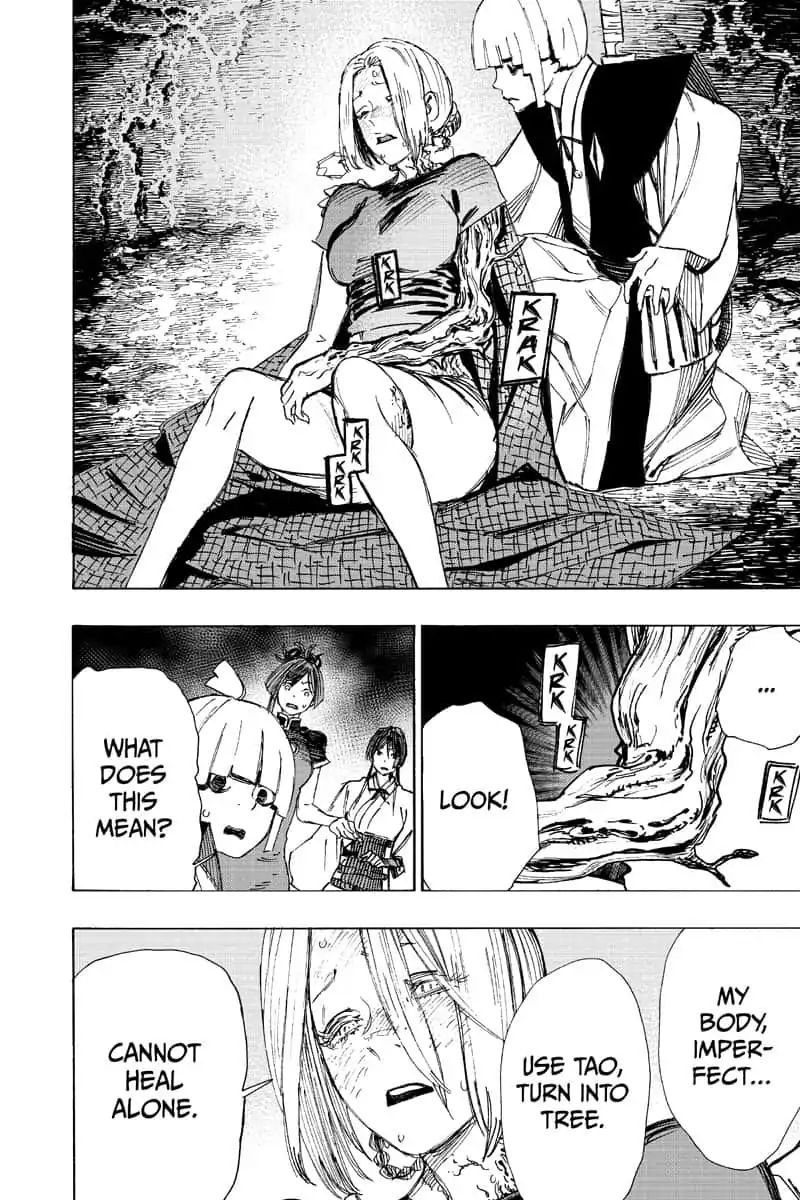 KRK
KRAK
KRK
KRK
...
KRK
KRK
KRK
LOOK!
WHAT
DOES
THIS
MEAN?
MY
BODY,
IMPER-
FECT...
USE TAO,
TURN INTO
TREE.
CANNOT
HEAL
ALONE.